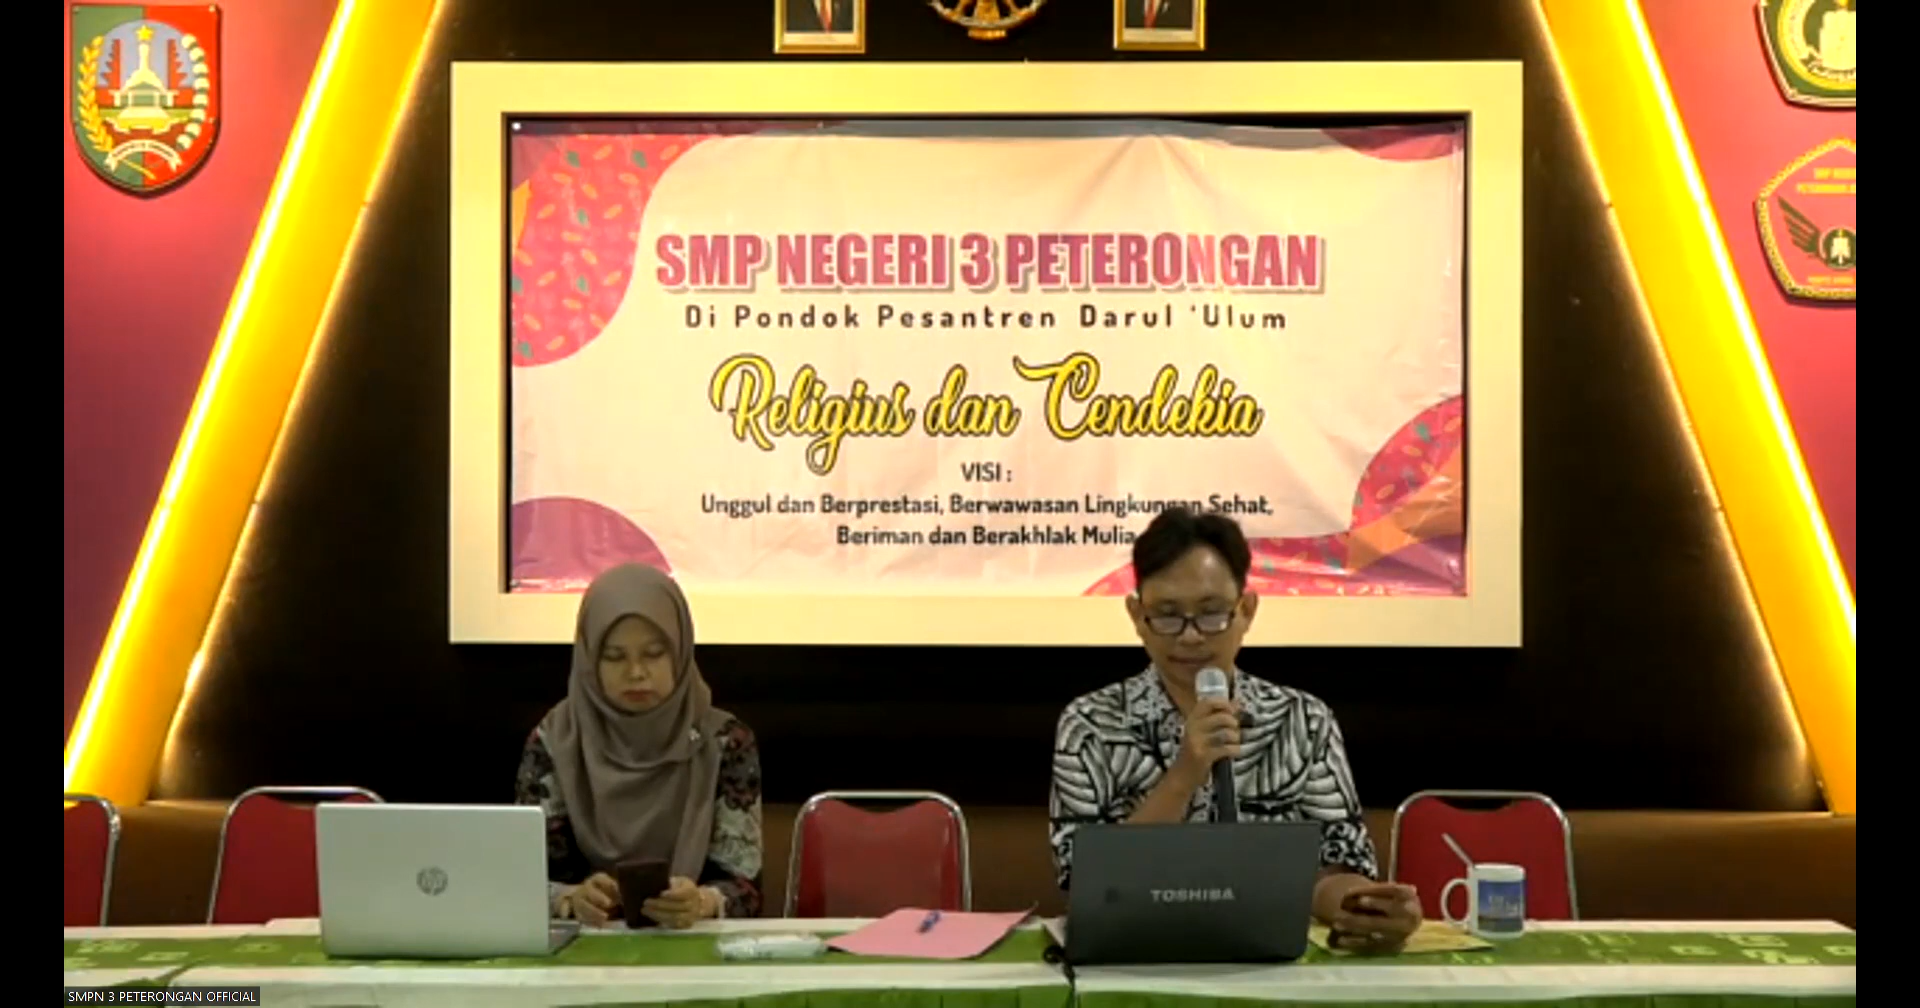 SMP NEGERI 3 PETERONGAN
Di Pondok Pesantren Darul 'Ulum
Religius dan Cendekia
VISI :
Unggul dan Berprestasi, Berwawasan Lingkungan Sehat,
Beriman dan Berakhlak Mulia
TOSHIBA
hp
SMPN 3 PETERONGAN OFFICIAL